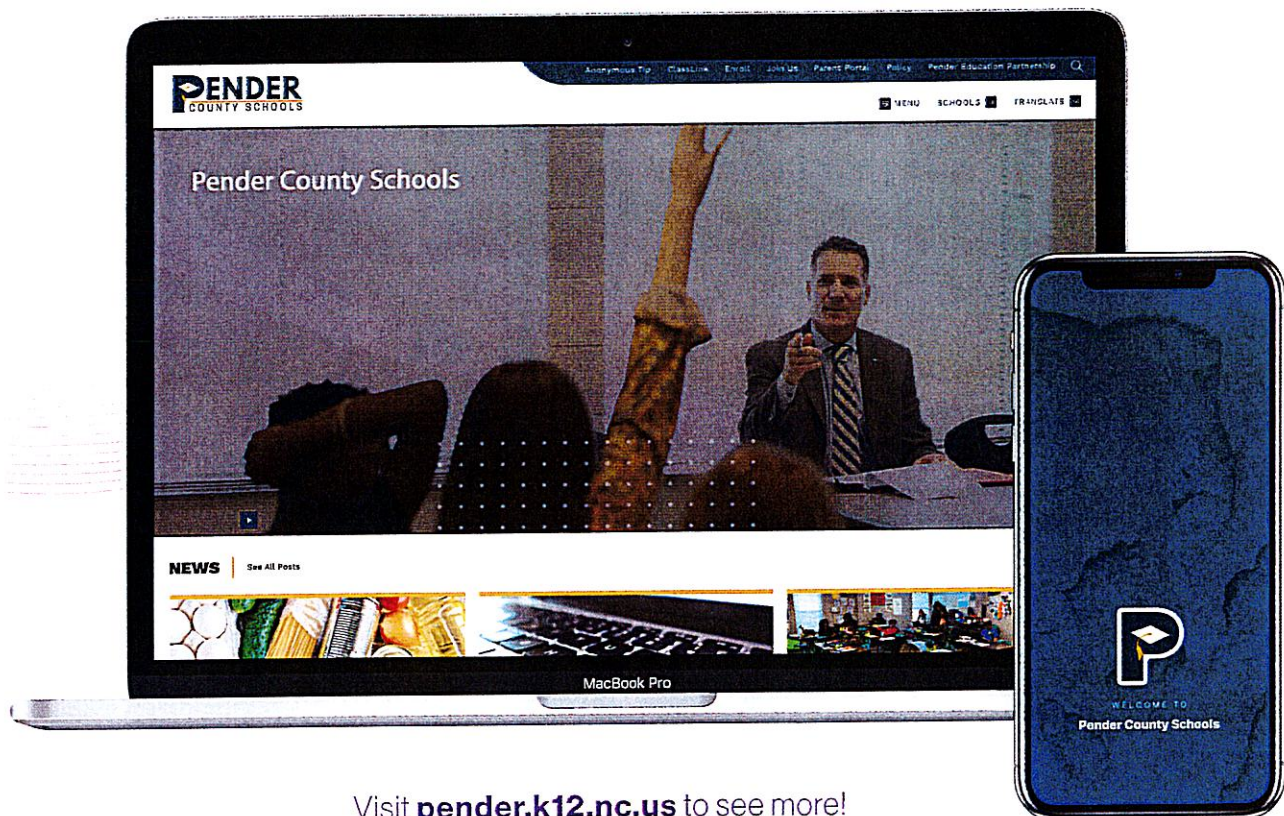 PENDER
COUNTY SCHOOLS
Anonymous Tip ClassLink Enroll Join Us Parent Portal Policy Pender Education Partnership
MENU SCHOOLS TRANSLATE
Pender County Schools
NEWS See All Posts
MacBook Pro
P
WELCOME TO
Pender County Schools
Visit pender.k12.nc.us to see more!